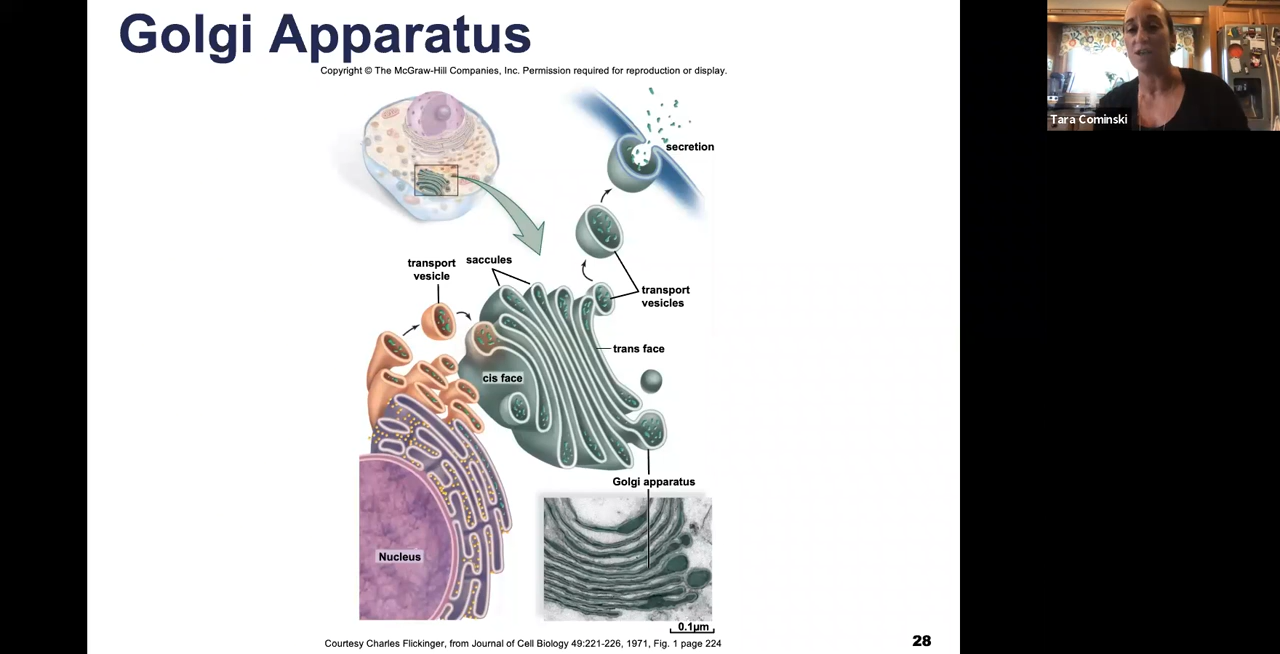 Golgi Apparatus
Copyright © The McGraw-Hill Companies, Inc. Permission required for reproduction or display.
Tara Cominski
secretion
transport
vesicle
saccules
transport
vesicles
trans face
cis face
Golgi apparatus
Nucleus
0.1µm
Courtesy Charles Flickinger, from Journal of Cell Biology 49:221-226, 1971, Fig. 1 page 224
28